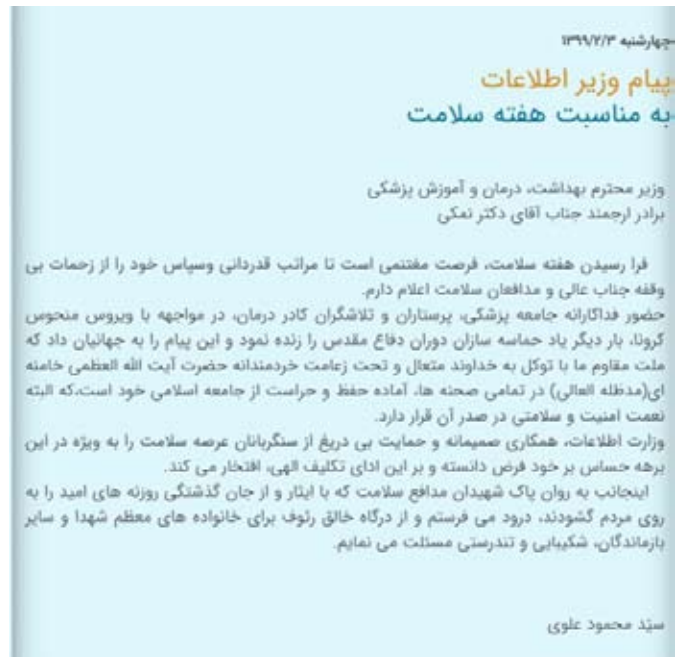 چهارشنبه ۱۳۹۹/۲/۳
پیام وزیر اطلاعات
به مناسبت هفته سلامت
وزیر محترم بهداشت، درمان و آموزش پزشکی
برادر ارجمند جناب آقای دکتر نمکی
فرا رسیدن هفته سلامت، فرصت مغتنمی است تا مراتب قدردانی وسپاس خود را از زحمات بی
وقفه جناب عالی و مدافعان سلامت اعلام دارم.
حضور فداکارانه جامعه پزشکی، پرستاران و تلاشگران کادر درمان، در مواجهه با ویروس منحوس
کرونا، بار دیگر یاد حماسه سازان دوران دفاع مقدس را زنده نمود و این پیام را به جهانیان داد که
ملت مقاوم ما با توکل به خداوند متعال و تحت زعامت خردمندانه حضرت آیت الله العظمی خامنه
ای(مدظله العالی) در تمامی صحنه ها، آماده حفظ و حراست از جامعه اسلامی خود است،که البته
نعمت امنیت و سلامتی در صدر آن قرار دارد.
وزارت اطلاعات، همکاری صمیمانه و حمایت بی دریغ از سنگربانان عرصه سلامت را به ویژه در این
برهه حساس بر خود فرض دانسته و بر این ادای تکلیف الهی، افتخار می کند.
اینجانب به روان پاک شهیدان مدافع سلامت که با ایثار و از جان گذشتگی روزنه های امید را به
روی مردم گشودند، درود می فرستم و از درگاه خالق رئوف برای خانواده های معظم شهدا و سایر
بازماندگان، شکیبایی و تندرستی مسئلت می نمایم.
سیّد محمود علوی